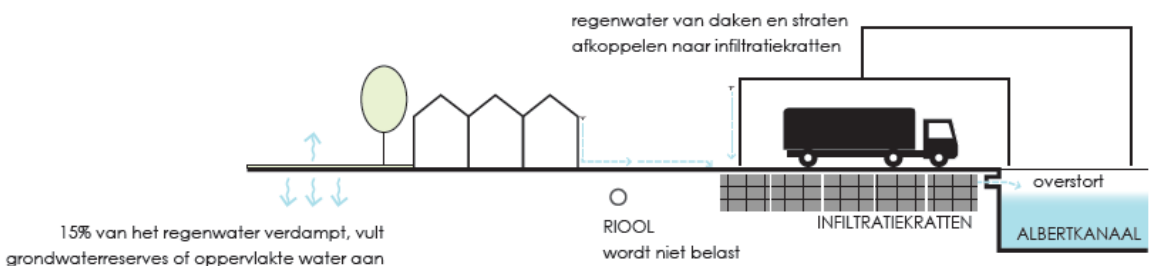 regenwater van daken en straten
afkoppelen naar infiltratiekratten
overstort
ALBERTKANAAL
INFILTRATIEKRATTEN
RIOOL
wordt niet belast
15% van het regenwater verdampt, vult
grondwaterreserves of oppervlakte water aan